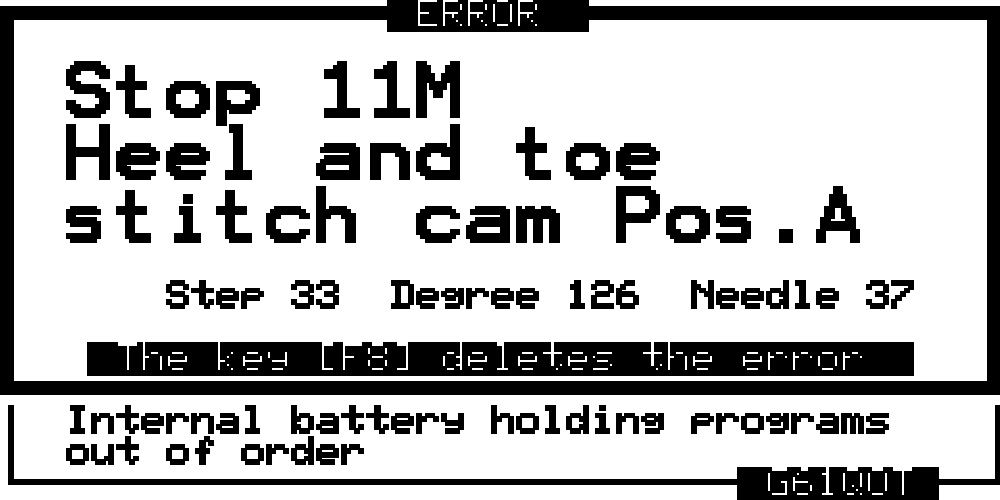 ERROR
Stop 11M
Heel and toe
stitch cam Pos.A
Step 33 Degree 126 Needle 37
The key [F8] deletes the error
Internal battery holding programs
out of order